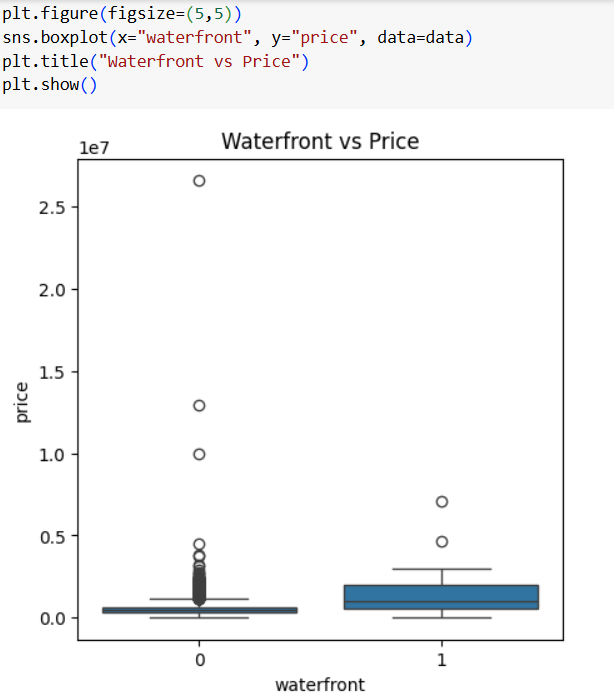 plt.figure(figsize=(5,5))
sns.boxplot(x="waterfront", y="price", data=data)
plt.title("Waterfront vs Price")
plt.show()
Waterfront vs Price
1e7
2.5
2.0
1.5
1.0
0.5
0.0
price
0 1
waterfront